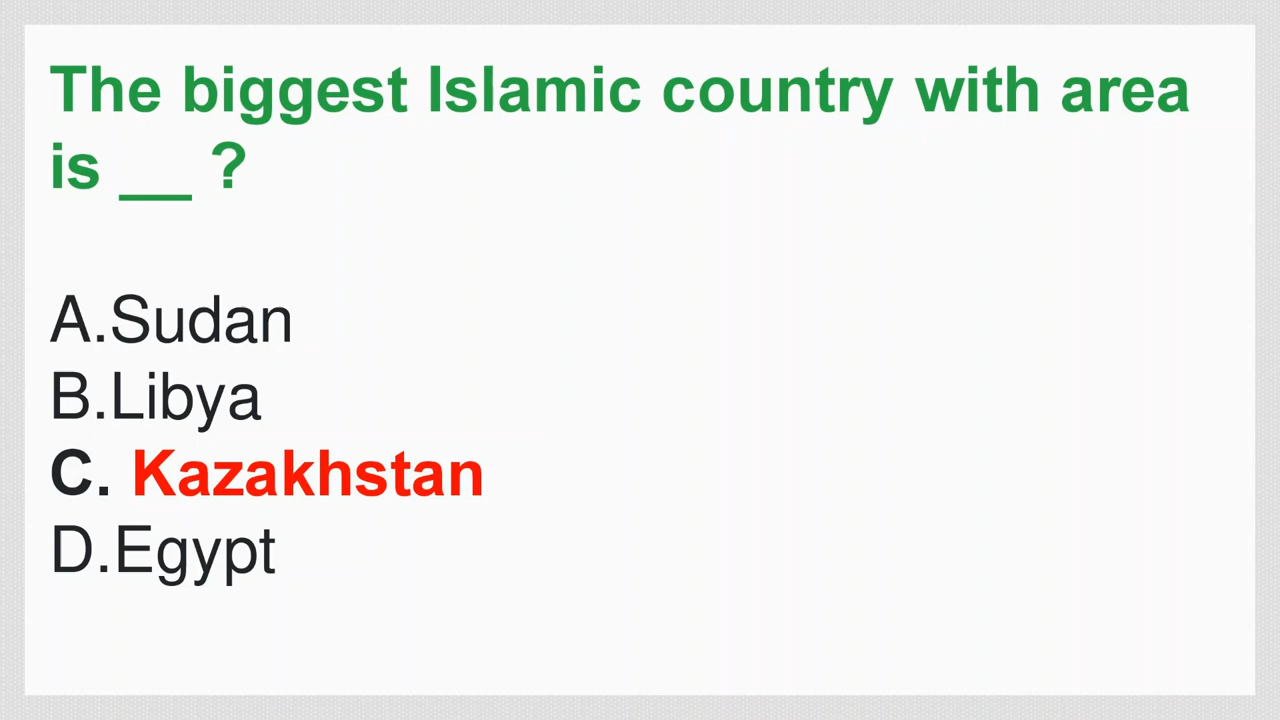 The biggest Islamic country with area
is __ ?
A.Sudan
B.Libya
C. Kazakhstan
D.Egypt